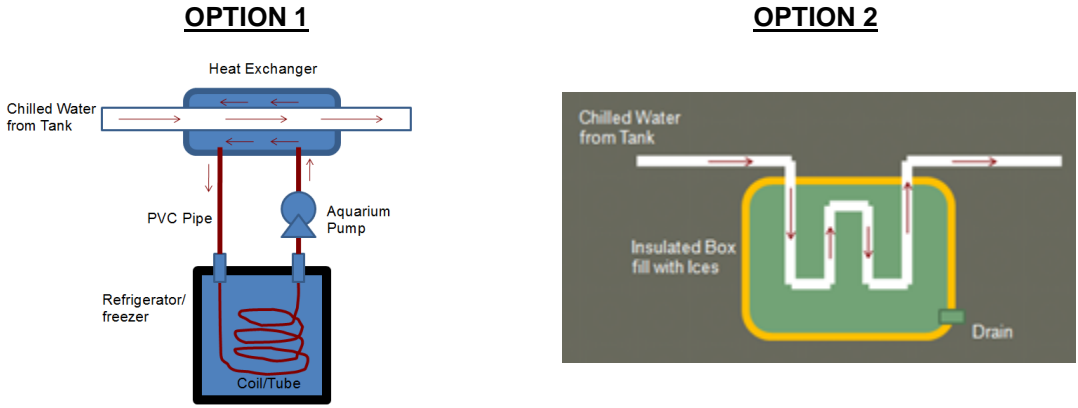 OPTION 1
Heat Exchanger
Chilled Water
from Tank
PVC Pipe
Aquarium
Pump
Refrigerator/
freezer
Coil/Tube
OPTION 2
Chilled Water
from Tank
Insulated Box
fill with Ices
Drain